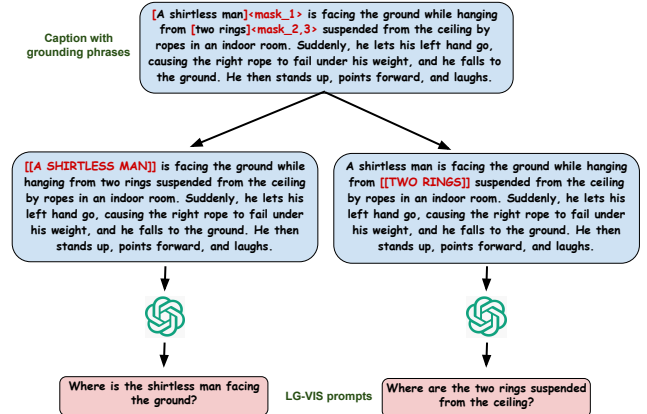 Caption with
grounding phrases
[A shirtless man]<mask_1> is facing the ground while hanging
from [two rings]<mask_2,3> suspended from the ceiling by
ropes in an indoor room. Suddenly, he lets his left hand go,
causing the right rope to fail under his weight, and he falls to
the ground. He then stands up, points forward, and laughs.
[[A SHIRTLESS MAN]] is facing the ground while
hanging from two rings suspended from the ceiling
by ropes in an indoor room. Suddenly, he lets his
left hand go, causing the right rope to fail under
his weight, and he falls to the ground. He then
stands up, points forward, and laughs.
A shirtless man is facing the ground while hanging
from [[TWO RINGS]] suspended from the ceiling
by ropes in an indoor room. Suddenly, he lets his
left hand go, causing the right rope to fail under
his weight, and he falls to the ground. He then
stands up, points forward, and laughs.
Where is the shirtless man facing
the ground?
LG-VIS prompts
Where are the two rings suspended
from the ceiling?